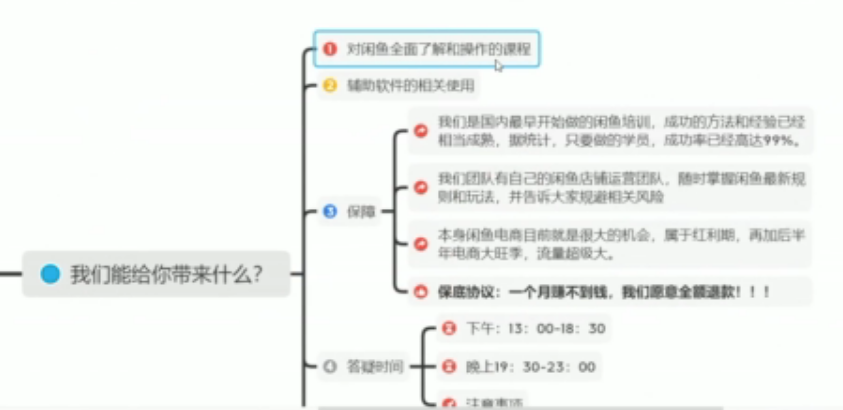 1 对闲鱼全面了解和操作的课程
2 辅助软件的相关使用
我们是国内最早开始做的闲鱼培训，成功的方法和经验已经
相当成熟，据统计，只要做的学员，成功率已经高达99%。
我们团队有自己的闲鱼店铺运营团队，随时掌握闲鱼最新规
则和玩法，并告诉大家规避相关风险
3 保障
本身闲鱼电商目前就是很大的机会，属于红利期，再加后半
年电商大旺季，流量超级大。
我们能给你带来什么？
保底协议：一个月赚不到钱，我们愿意全额退款！！！
下午：13：00-18：30
4 答疑时间
晚上19：30-23：00
注意事项